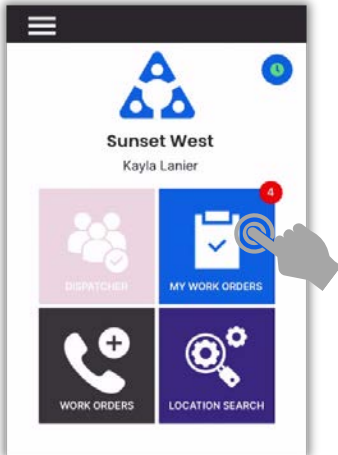 Sunset West
Kayla Lanier
4
DISPATCHER
MY WORK ORDERS
WORK ORDERS
LOCATION SEARCH